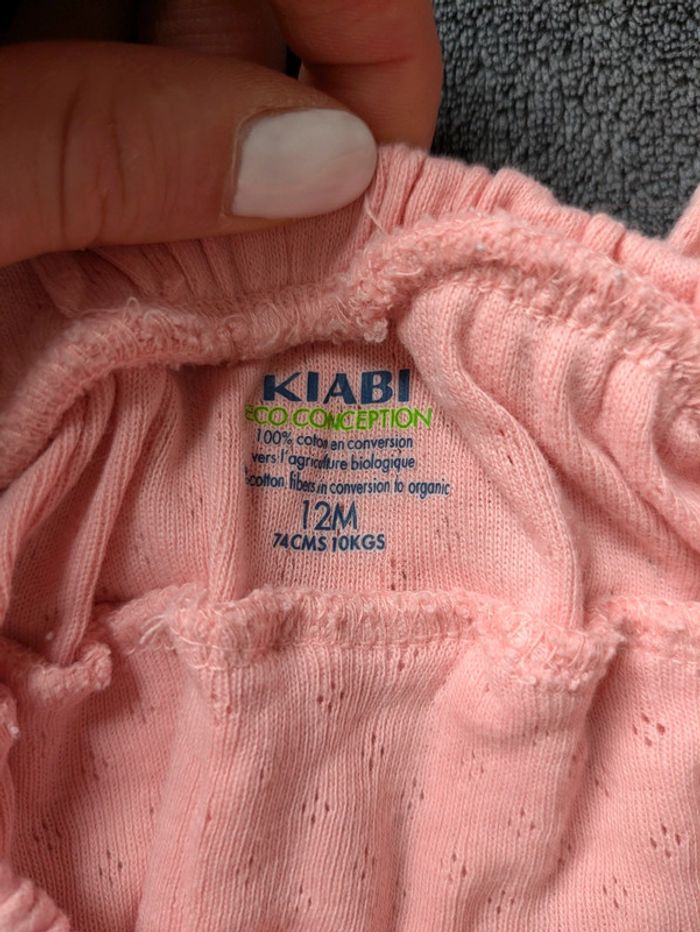 KIABI
ECO CONCEPTION
100% coton en conversion
vers l'agriculture biologique
cotton fibers in conversion to organic
12M
74CMS 10KGS